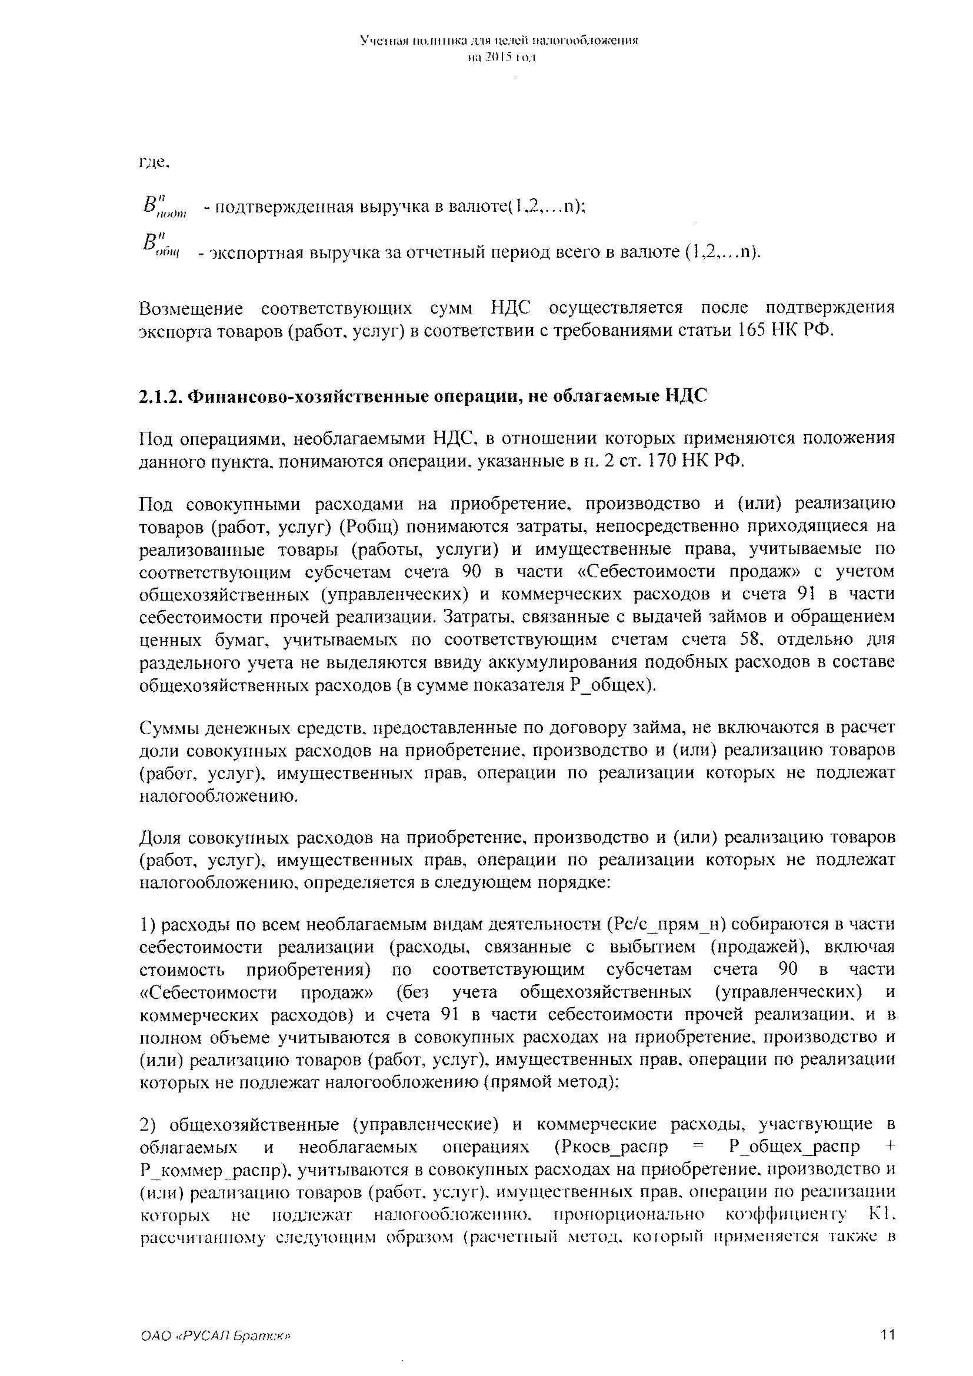 Учетная политика для целей налогообложения
на 2015 год
где,
Bⁿподт - подтвержденная выручка в валюте(1,2,…n);
Bⁿобщ - экспортная выручка за отчетный период всего в валюте (1,2,…n).
Возмещение соответствующих сумм НДС осуществляется после подтверждения
экспорта товаров (работ, услуг) в соответствии с требованиями статьи 165 НК РФ.
2.1.2. Финансово-хозяйственные операции, не облагаемые НДС
Под операциями, необлагаемыми НДС, в отношении которых применяются положения
данного пункта, понимаются операции, указанные в п. 2 ст. 170 НК РФ.
Под совокупными расходами на приобретение, производство и (или) реализацию
товаров (работ, услуг) (Робщ) понимаются затраты, непосредственно приходящиеся на
реализованные товары (работы, услуги) и имущественные права, учитываемые по
соответствующим субсчетам счета 90 в части «Себестоимости продаж» с учетом
общехозяйственных (управленческих) и коммерческих расходов и счета 91 в части
себестоимости прочей реализации. Затраты, связанные с выдачей займов и обращением
ценных бумаг, учитываемых по соответствующим счетам счета 58, отдельно для
раздельного учета не выделяются ввиду аккумулирования подобных расходов в составе
общехозяйственных расходов (в сумме показателя Р_общех).
Суммы денежных средств, предоставленные по договору займа, не включаются в расчет
доли совокупных расходов на приобретение, производство и (или) реализацию товаров
(работ, услуг), имущественных прав, операции по реализации которых не подлежат
налогообложению.
Доля совокупных расходов на приобретение, производство и (или) реализацию товаров
(работ, услуг), имущественных прав, операции по реализации которых не подлежат
налогообложению, определяется в следующем порядке:
1) расходы по всем необлагаемым видам деятельности (Рс/с_прям_н) собираются в части
себестоимости реализации (расходы, связанные с выбытием (продажей), включая
стоимость приобретения) по соответствующим субсчетам счета 90 в части
«Себестоимости продаж» (без учета общехозяйственных (управленческих) и
коммерческих расходов) и счета 91 в части себестоимости прочей реализации, и в
полном объеме учитываются в совокупных расходах на приобретение, производство и
(или) реализацию товаров (работ, услуг), имущественных прав, операции по реализации
которых не подлежат налогообложению (прямой метод);
2) общехозяйственные (управленческие) и коммерческие расходы, участвующие в
облагаемых и необлагаемых операциях (Ркосв_распр = Р_общех_распр +
Р_коммер_распр), учитываются в совокупных расходах на приобретение, производство и
(или) реализацию товаров (работ, услуг), имущественных прав, операции по реализации
которых не подлежат налогообложению, пропорционально коэффициенту К1,
рассчитанному следующим образом (расчетный метод, который применяется также в
ОАО «РУСАЛ Братск»
11